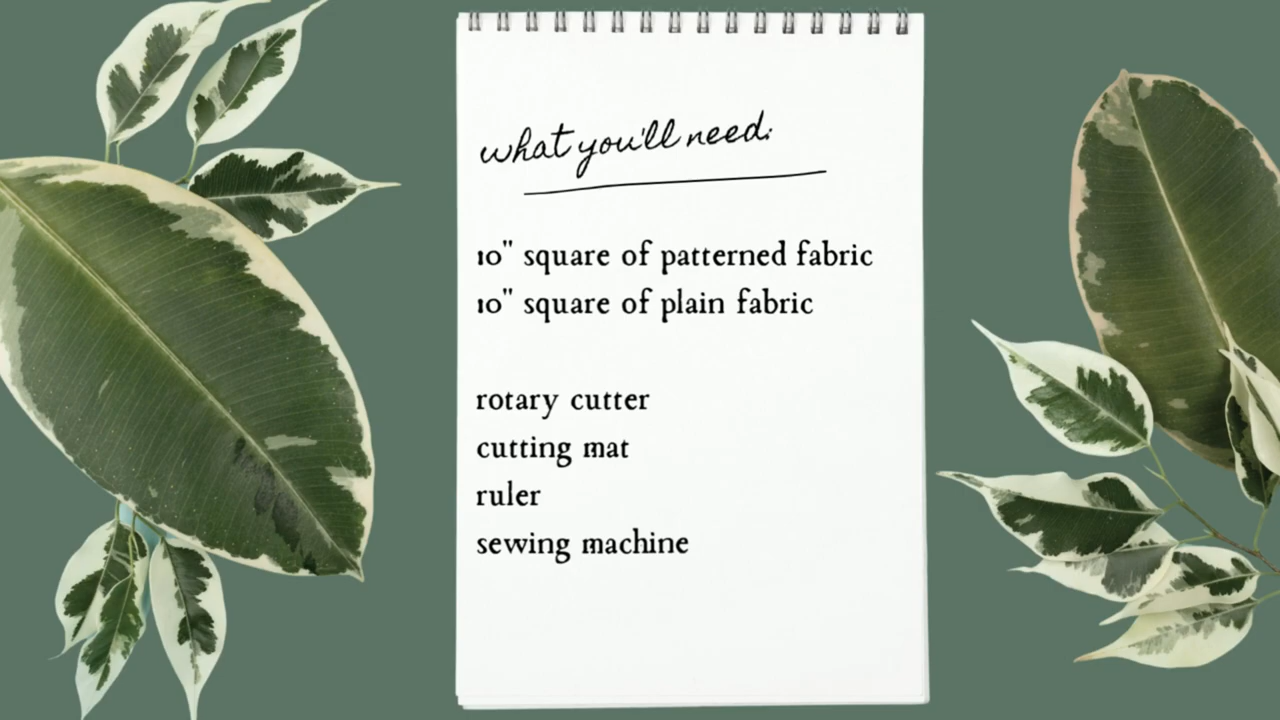 what you'll need:
10" square of patterned fabric
10" square of plain fabric
rotary cutter
cutting mat
ruler
sewing machine